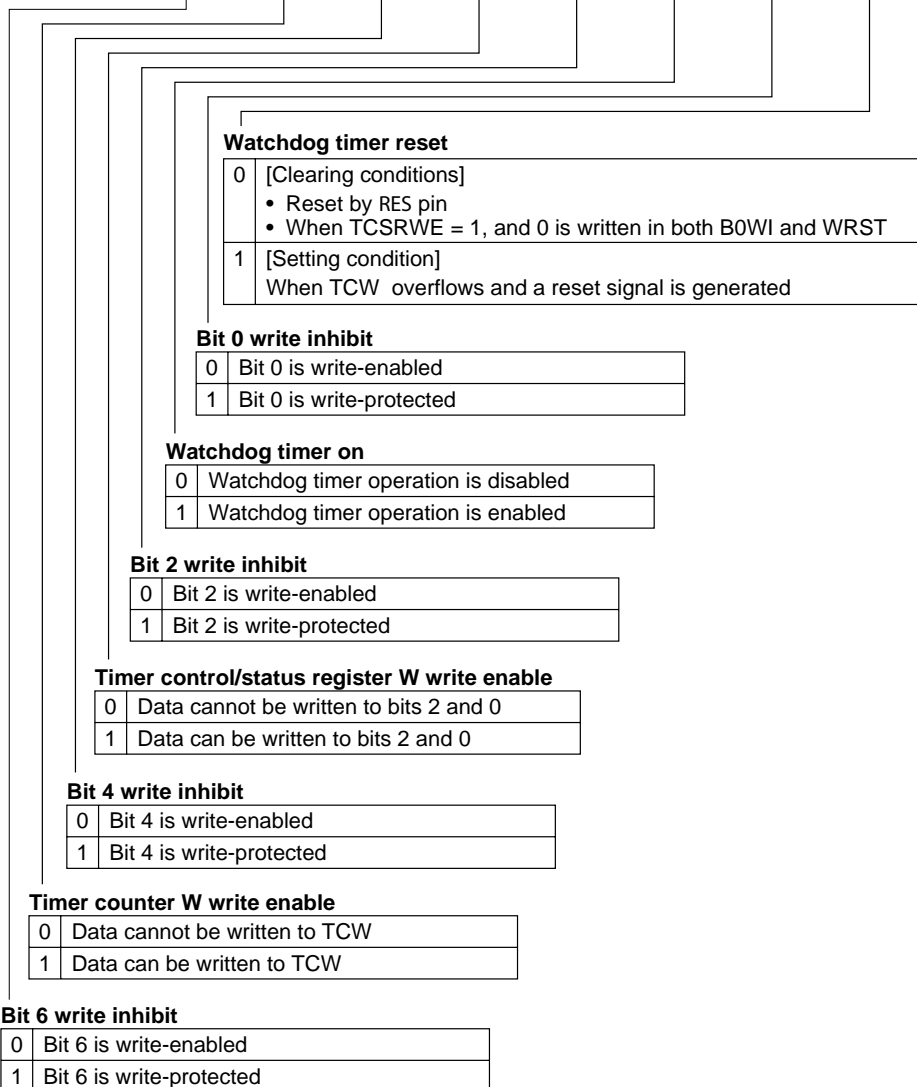 Watchdog timer reset
0 [Clearing conditions]
• Reset by RES pin
• When TCSRWE = 1, and 0 is written in both B0WI and WRST
1 [Setting condition]
When TCW overflows and a reset signal is generated
Bit 0 write inhibit
0 Bit 0 is write-enabled
1 Bit 0 is write-protected
Watchdog timer on
0 Watchdog timer operation is disabled
1 Watchdog timer operation is enabled
Bit 2 write inhibit
0 Bit 2 is write-enabled
1 Bit 2 is write-protected
Timer control/status register W write enable
0 Data cannot be written to bits 2 and 0
1 Data can be written to bits 2 and 0
Bit 4 write inhibit
0 Bit 4 is write-enabled
1 Bit 4 is write-protected
Timer counter W write enable
0 Data cannot be written to TCW
1 Data can be written to TCW
Bit 6 write inhibit
0 Bit 6 is write-enabled
1 Bit 6 is write-protected